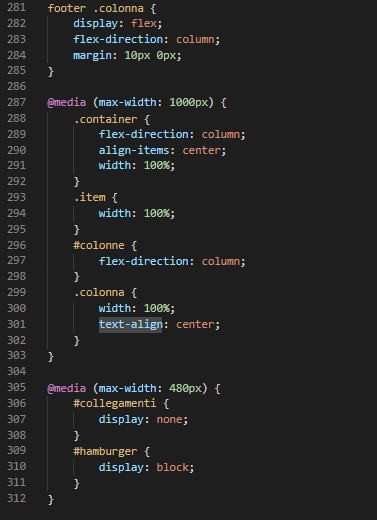 281 footer .colonna {
282     display: flex;
283     flex-direction: column;
284     margin: 10px 0px;
285 }
286
287 @media (max-width: 1000px) {
288     .container {
289         flex-direction: column;
290         align-items: center;
291         width: 100%;
292     }
293     .item {
294         width: 100%;
295     }
296     #colonne {
297         flex-direction: column;
298     }
299     .colonna {
300         width: 100%;
301         text-align: center;
302     }
303 }
304
305 @media (max-width: 480px) {
306     #collegamenti {
307         display: none;
308     }
309     #hamburger {
310         display: block;
311     }
312 }